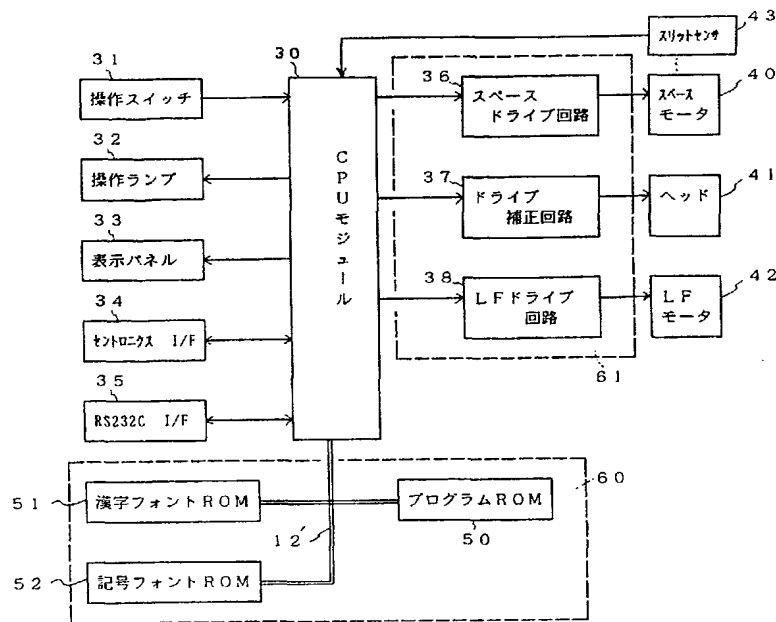 31
操作スイッチ
32
操作ランプ
33
表示パネル
34
セントロニクス I/F
35
RS232C I/F
30
CPUモジュール
36
スペース
ドライブ回路
37
ドライブ
補正回路
38
LFドライブ
回路
61
43
スリットセンサ
40
スペース
モータ
41
ヘッド
42
LF
モータ
51
漢字フォントROM
52
記号フォントROM
12'
プログラムROM
50
60